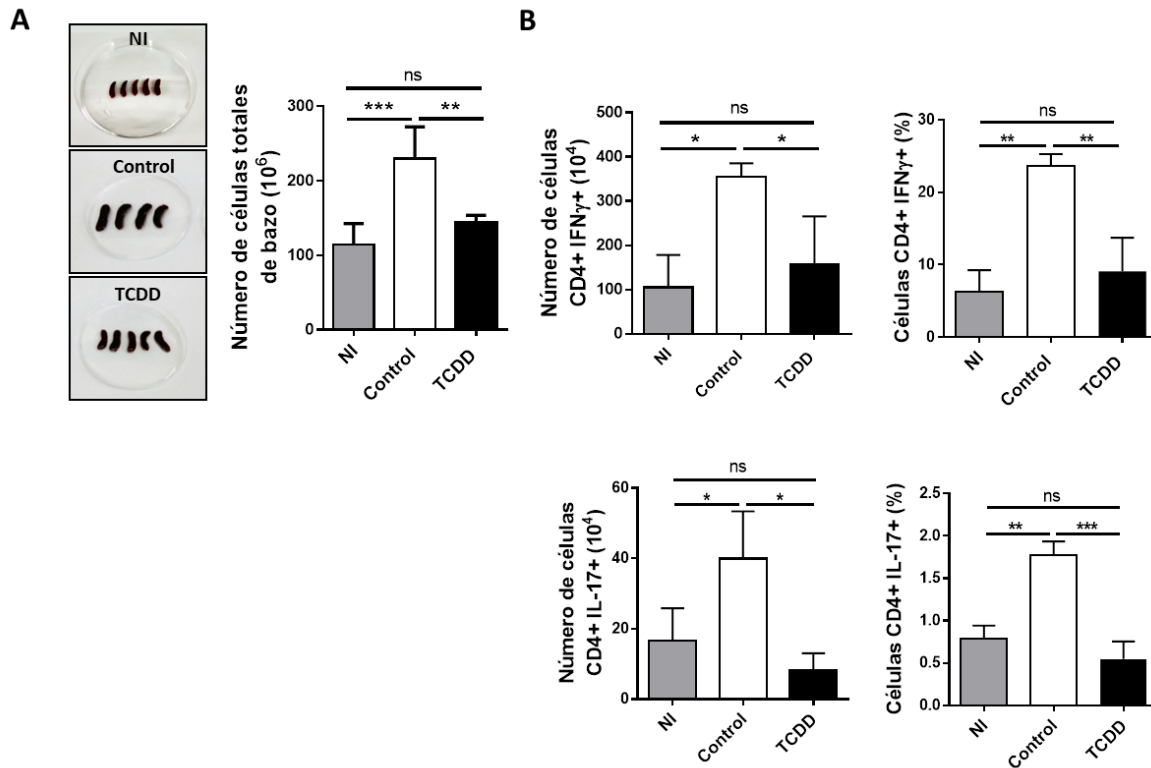 A
B
NI
Control
TCDD
Número de células totales
de bazo (10⁶)
ns
*** **
300
200
100
0
NI
Control
TCDD
Número de células
CD4+ IFNγ+ (10⁴)
ns
* *
500
400
300
200
100
0
NI
Control
TCDD
Células CD4+ IFNγ+ (%)
ns
** **
30
20
10
0
NI
Control
TCDD
Número de células
CD4+ IL-17+ (10⁴)
ns
* *
60
40
20
0
NI
Control
TCDD
Células CD4+ IL-17+ (%)
ns
** ***
2.5
2.0
1.5
1.0
0.5
0.0
NI
Control
TCDD